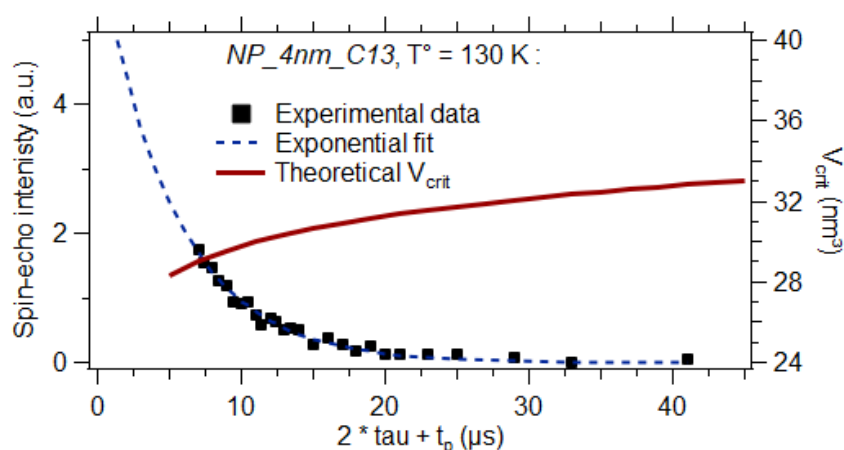 NP_4nm_C13, T° = 130 K :
Experimental data
Exponential fit
Theoretical Vcrit
Spin-echo intenisty (a.u.)
4
2
0
40
36
32
28
24
Vcrit (nm³)
0
10
20
30
40
2 * tau + tp (µs)